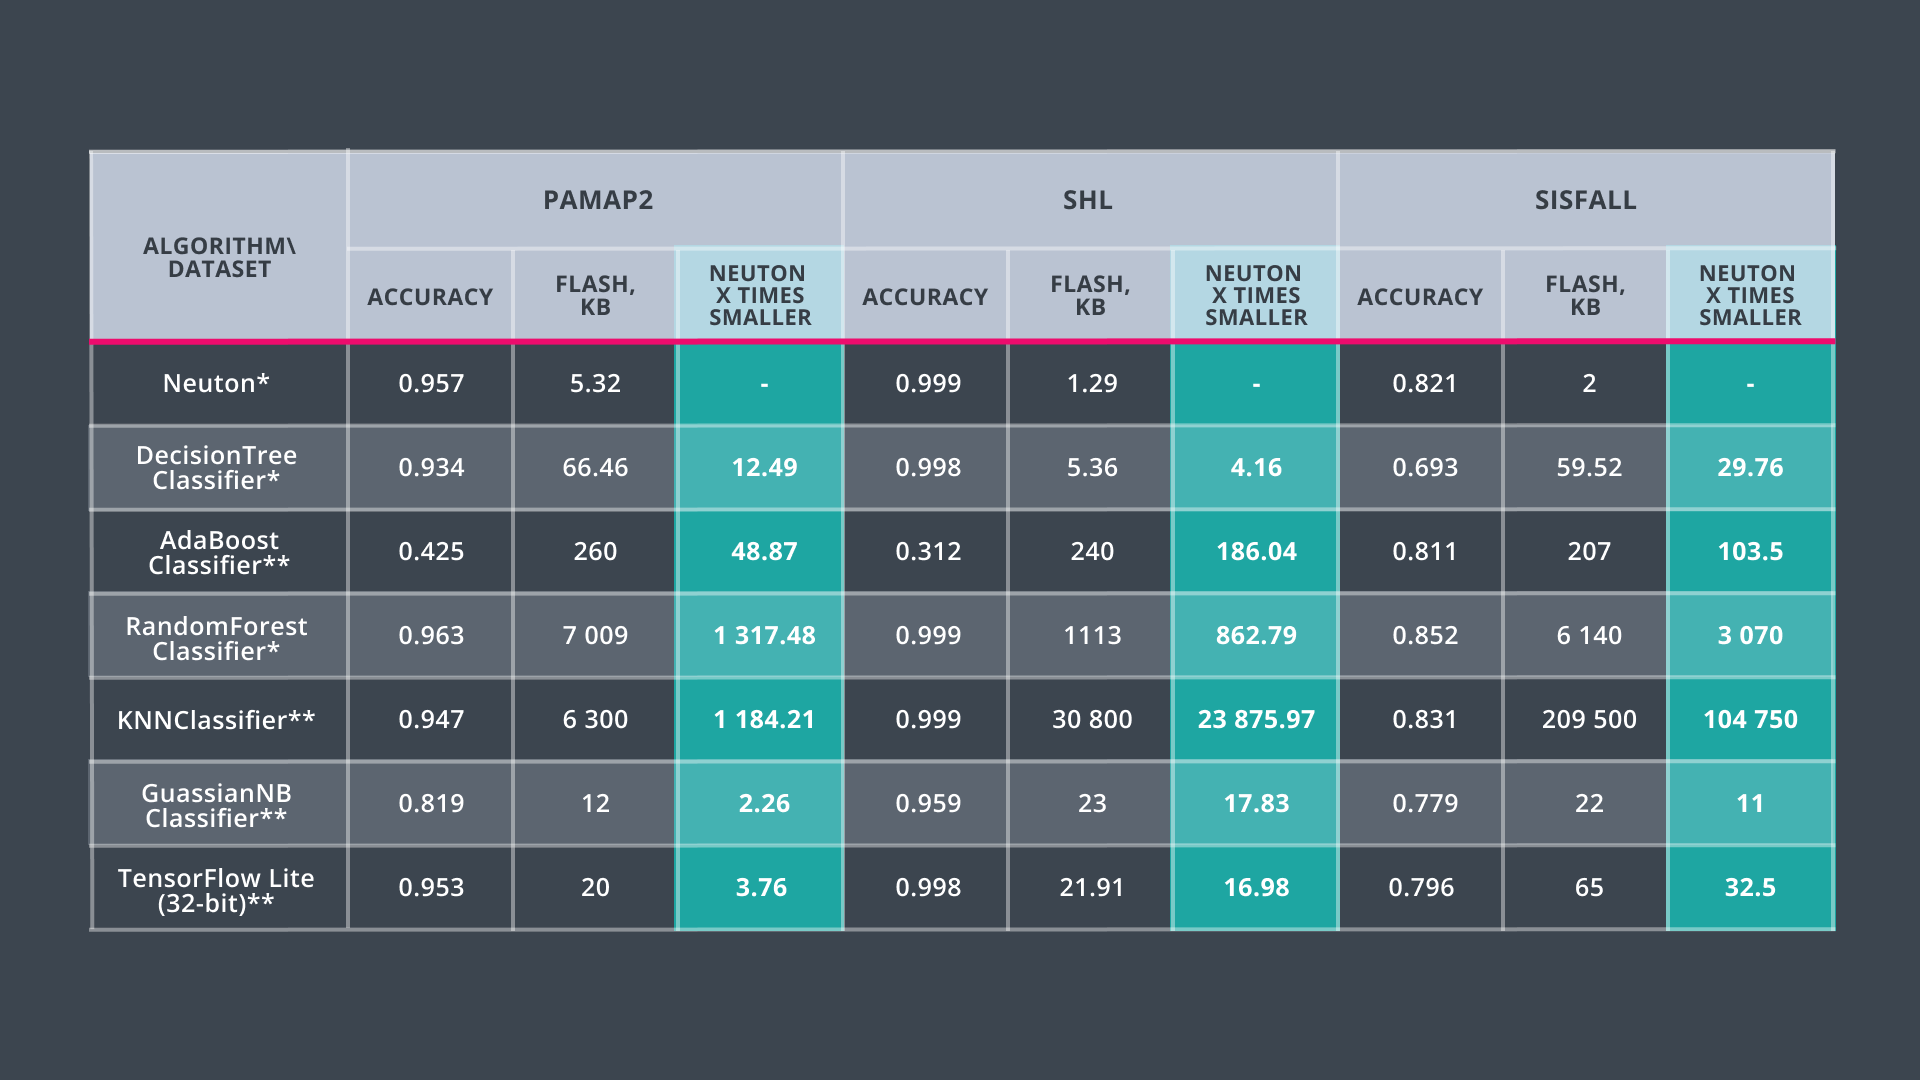 PAMAP2 SHL SISFALL
ALGORITHM\
DATASET
ACCURACY
FLASH,
KB
NEUTON
X TIMES
SMALLER
ACCURACY
FLASH,
KB
NEUTON
X TIMES
SMALLER
ACCURACY
FLASH,
KB
NEUTON
X TIMES
SMALLER
Neuton* 0.957 5.32 - 0.999 1.29 - 0.821 2 -
DecisionTree
Classifier* 0.934 66.46 12.49 0.998 5.36 4.16 0.693 59.52 29.76
AdaBoost
Classifier** 0.425 260 48.87 0.312 240 186.04 0.811 207 103.5
RandomForest
Classifier* 0.963 7 009 1 317.48 0.999 1113 862.79 0.852 6 140 3 070
KNNClassifier** 0.947 6 300 1 184.21 0.999 30 800 23 875.97 0.831 209 500 104 750
GuassianNB
Classifier** 0.819 12 2.26 0.959 23 17.83 0.779 22 11
TensorFlow Lite
(32-bit)** 0.953 20 3.76 0.998 21.91 16.98 0.796 65 32.5